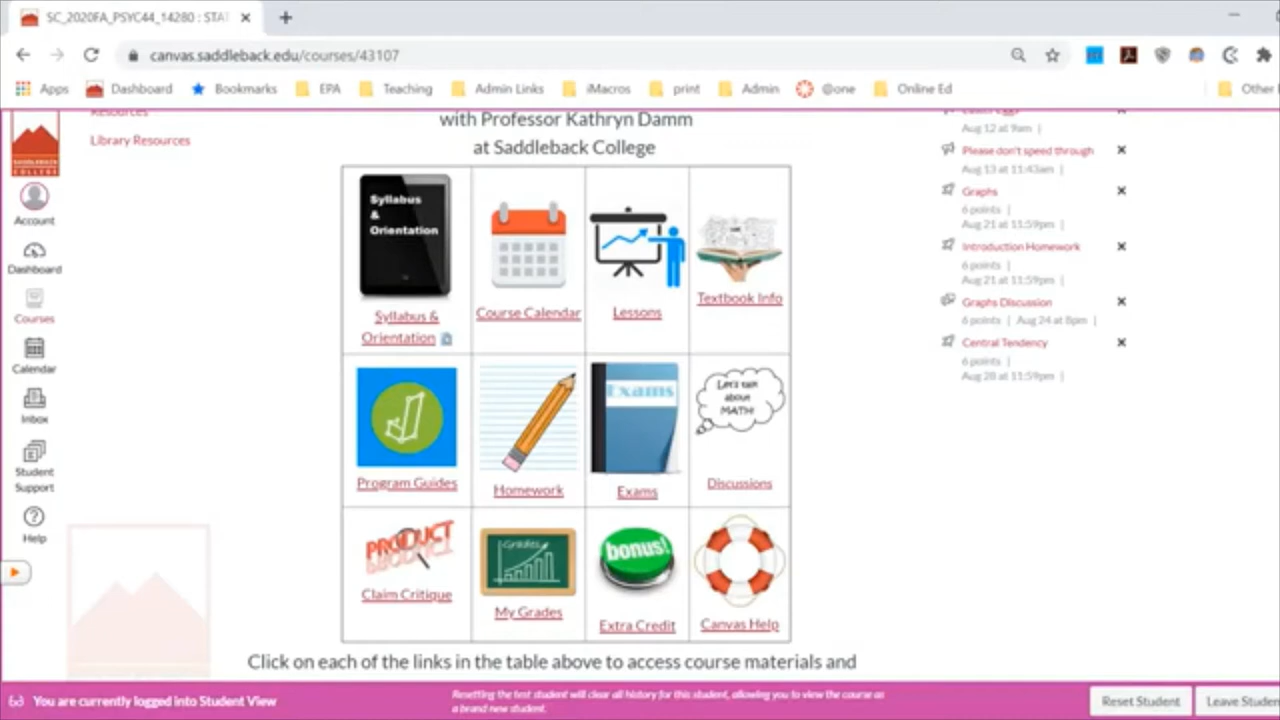 SC_2020FA_PSYC44_14280 : STAT
canvas.saddleback.edu/courses/43107
Apps
Dashboard
Bookmarks
EPA
Teaching
Admin Links
iMacros
print
Admin
@one
Online Ed
Other
Resources
Library Resources
SADDLEBACK
COLLEGE
Account
Dashboard
Courses
Calendar
Inbox
Student
Support
Help
with Professor Kathryn Damm
at Saddleback College
Syllabus
&
Orientation
Syllabus &
Orientation
Course Calendar
Lessons
Textbook Info
Program Guides
Homework
Exams
Exams
Let's talk
about
MATH!
Discussions
PRODUCT
Claim Critique
Grades
My Grades
bonus!
Extra Credit
Canvas Help
Click on each of the links in the table above to access course materials and
Aug 12 at 9am |
Please don't speed through
Aug 13 at 11:43am |
Graphs
6 points |
Aug 21 at 11:59pm |
Introduction Homework
6 points |
Aug 21 at 11:59pm |
Graphs Discussion
6 points | Aug 24 at 8pm |
Central Tendency
6 points |
Aug 28 at 11:59pm |
You are currently logged into Student View
Resetting the test student will clear all history for this student, allowing you to view the course as
a brand new student.
Reset Student
Leave Studen